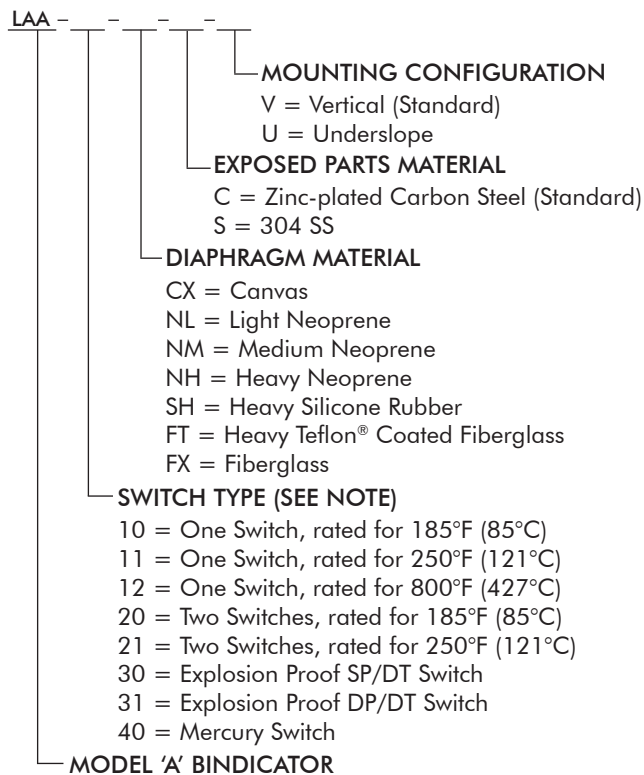 LAA – – – –
MOUNTING CONFIGURATION
V = Vertical (Standard)
U = Underslope
EXPOSED PARTS MATERIAL
C = Zinc-plated Carbon Steel (Standard)
S = 304 SS
DIAPHRAGM MATERIAL
CX = Canvas
NL = Light Neoprene
NM = Medium Neoprene
NH = Heavy Neoprene
SH = Heavy Silicone Rubber
FT = Heavy Teflon® Coated Fiberglass
FX = Fiberglass
SWITCH TYPE (SEE NOTE)
10 = One Switch, rated for 185°F (85°C)
11 = One Switch, rated for 250°F (121°C)
12 = One Switch, rated for 800°F (427°C)
20 = Two Switches, rated for 185°F (85°C)
21 = Two Switches, rated for 250°F (121°C)
30 = Explosion Proof SP/DT Switch
31 = Explosion Proof DP/DT Switch
40 = Mercury Switch
MODEL ‘A’ BINDICATOR